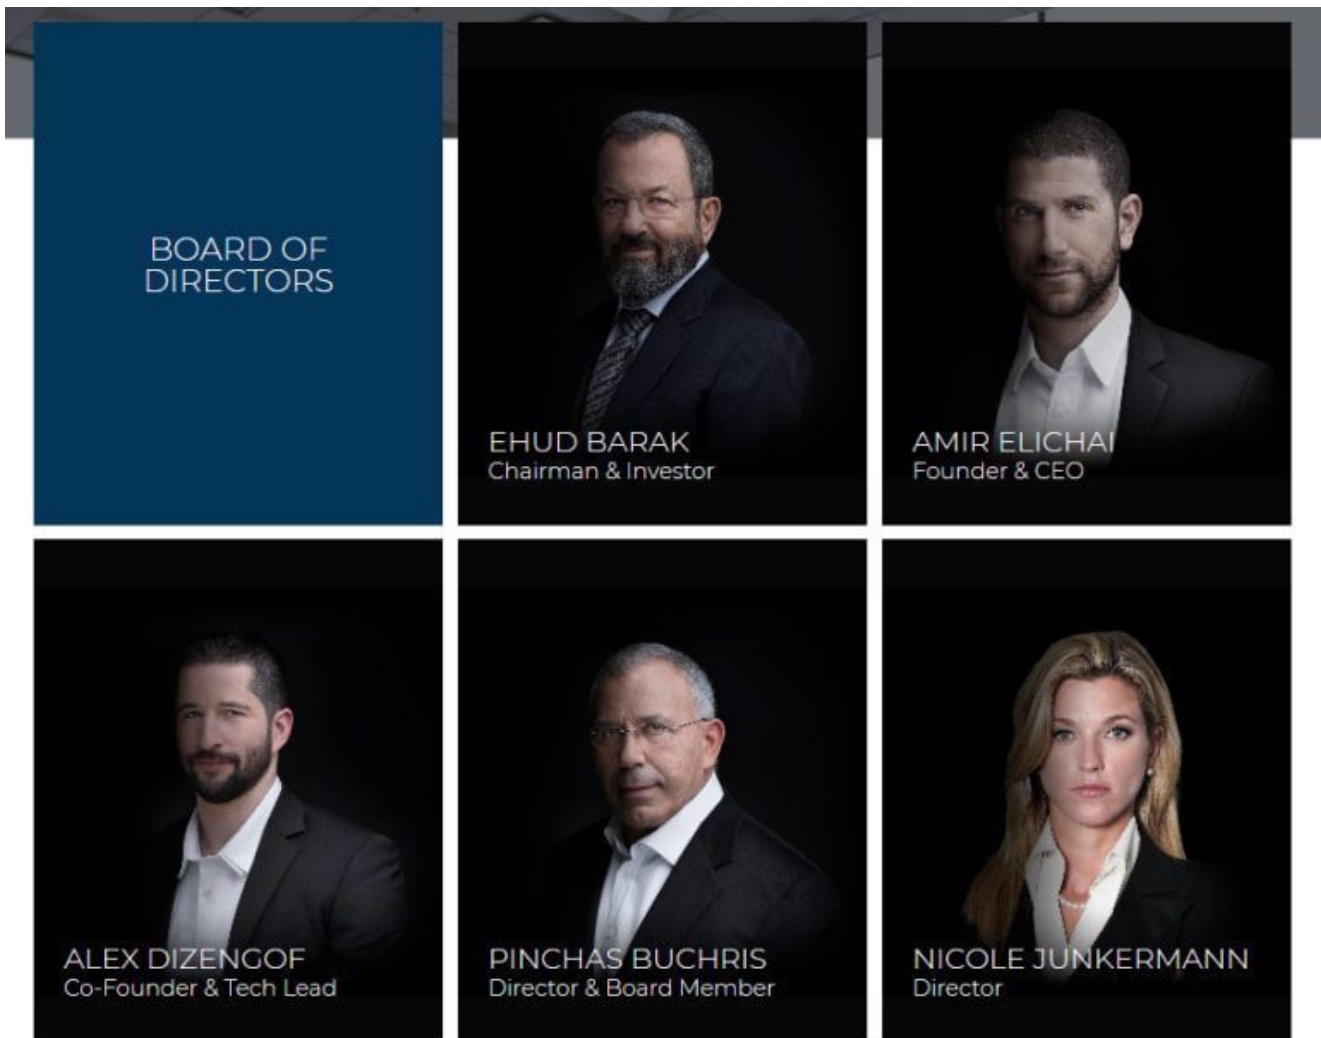 BOARD OF
DIRECTORS
EHUD BARAK
Chairman & Investor
AMIR ELICHAI
Founder & CEO
ALEX DIZENGOF
Co-Founder & Tech Lead
PINCHAS BUCHRIS
Director & Board Member
NICOLE JUNKERMANN
Director